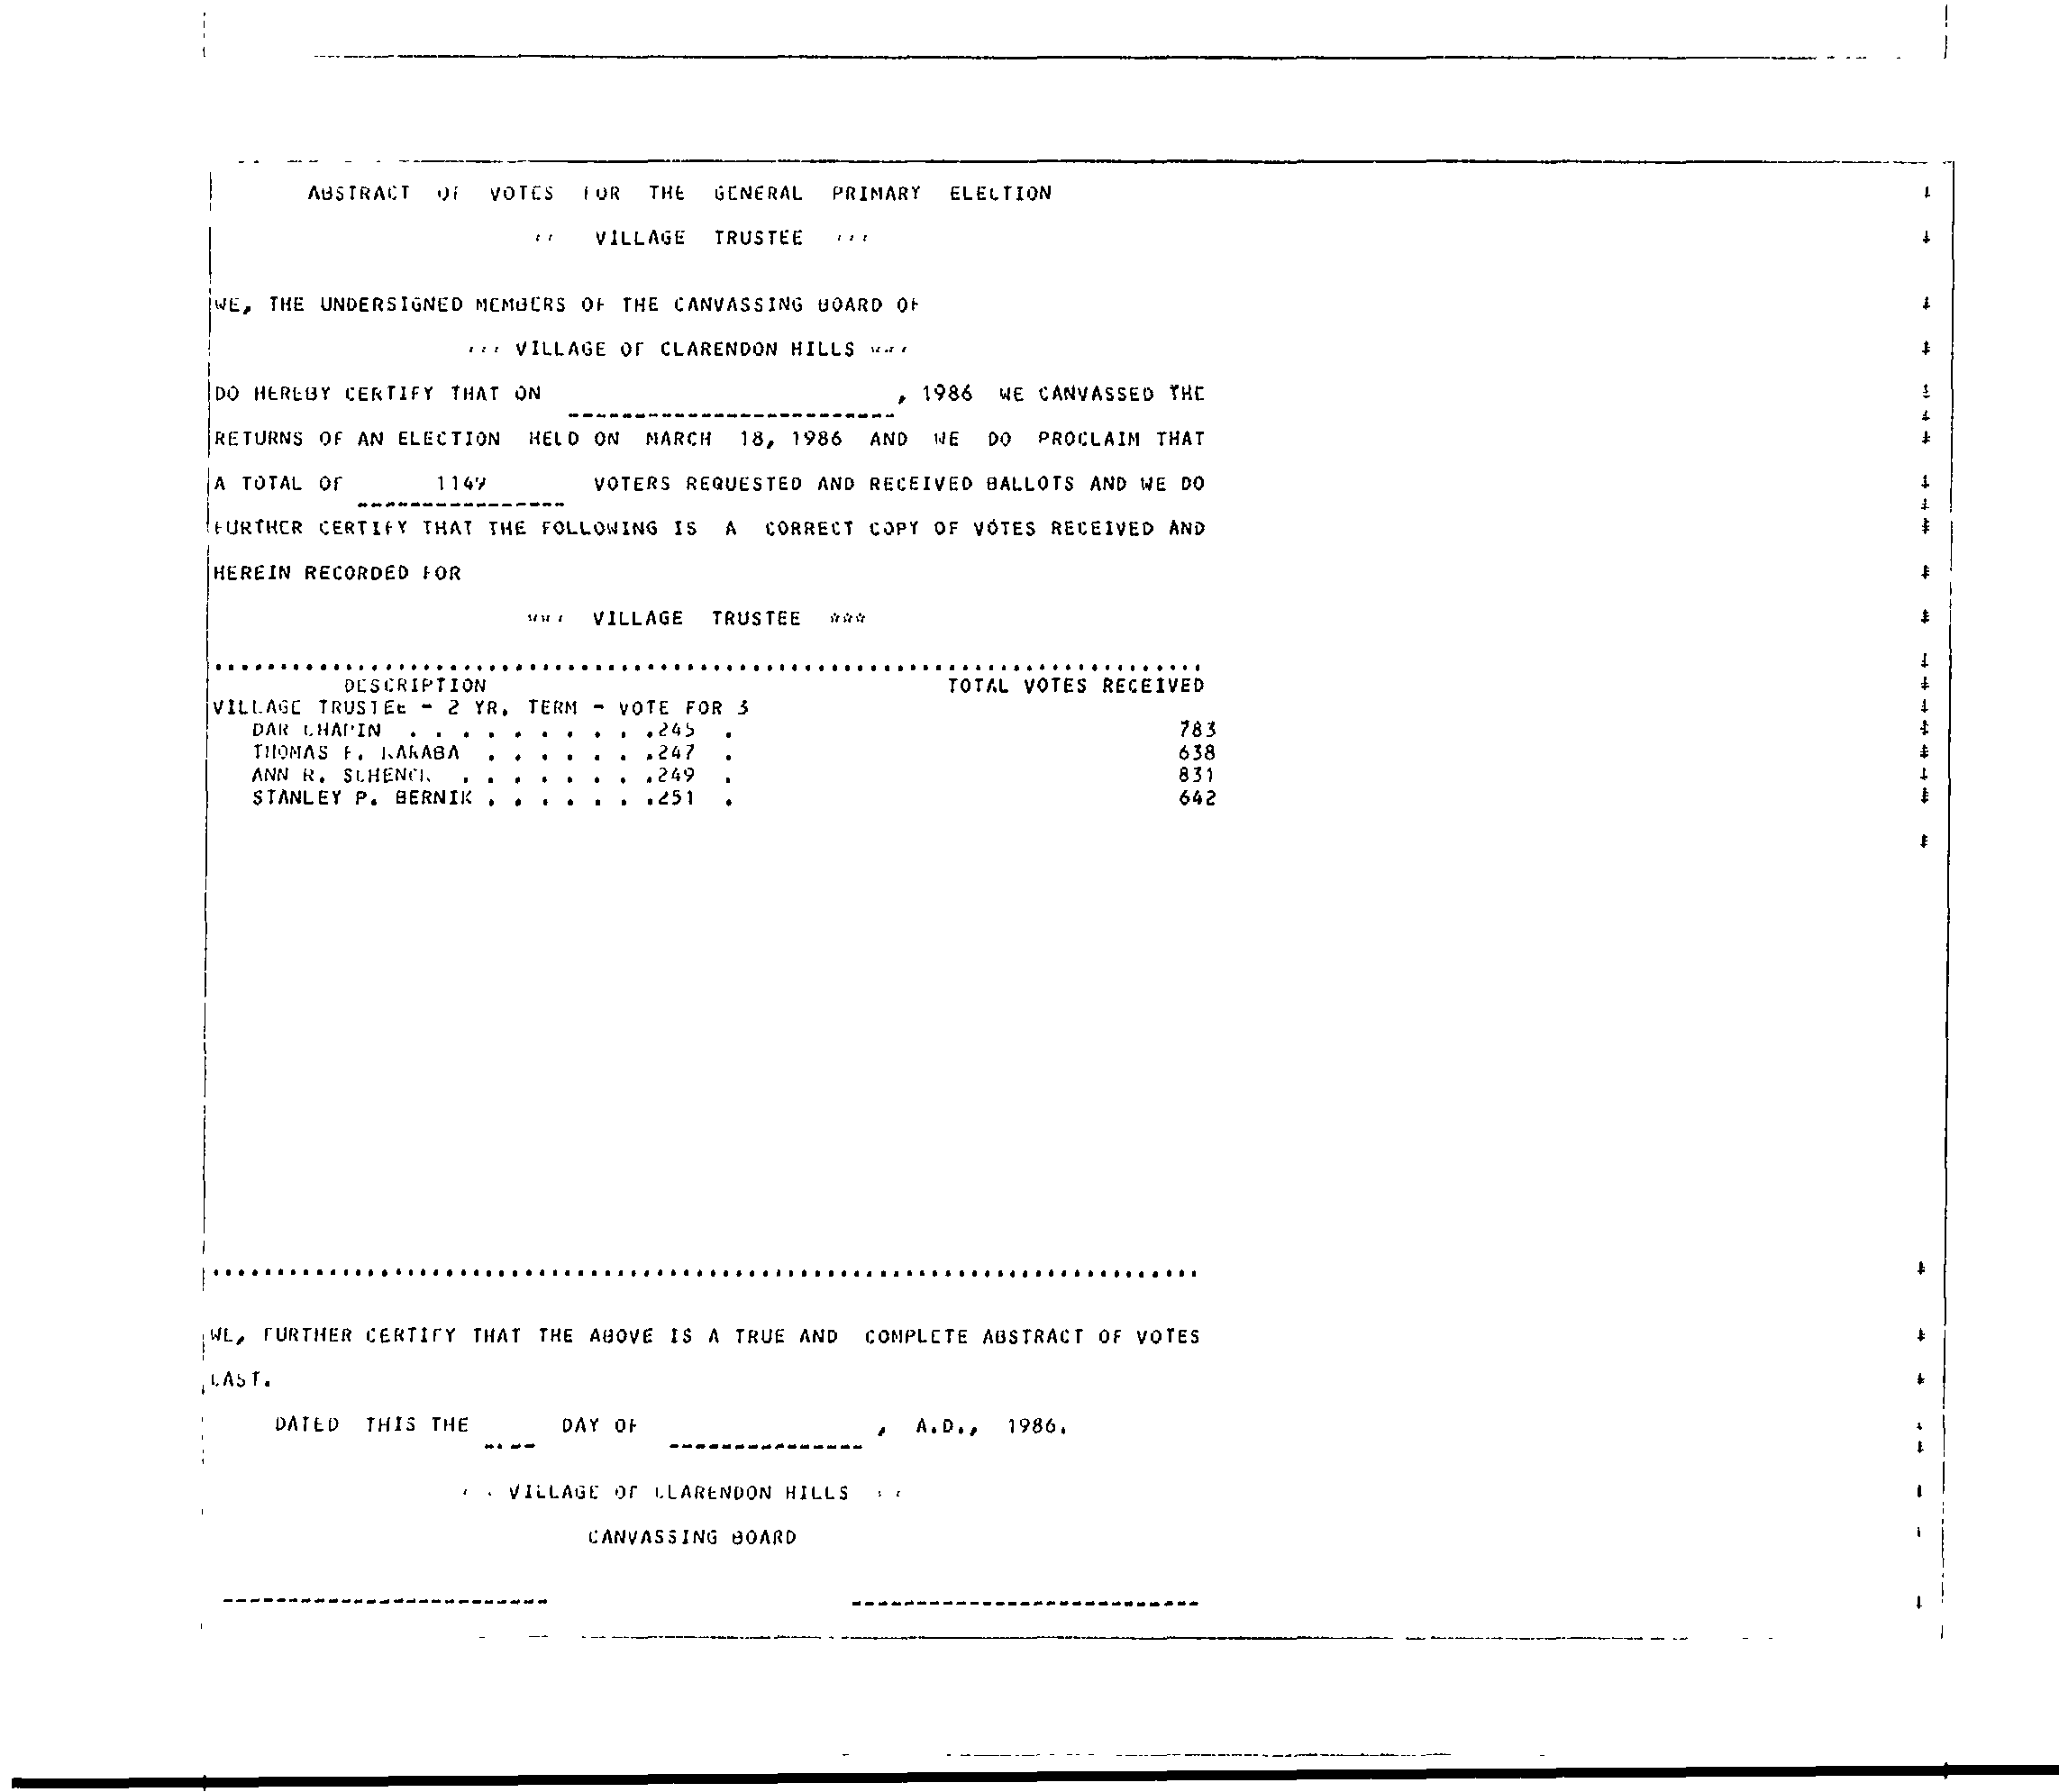 ABSTRACT OF VOTES FOR THE GENERAL PRIMARY ELECTION
VILLAGE TRUSTEE
WE, THE UNDERSIGNED MEMBERS OF THE CANVASSING BOARD OF
*** VILLAGE OF CLARENDON HILLS ***
DO HEREBY CERTIFY THAT ON ________________________, 1986 WE CANVASSED THE
RETURNS OF AN ELECTION HELD ON MARCH 18, 1986 AND WE DO PROCLAIM THAT
A TOTAL OF 1149 VOTERS REQUESTED AND RECEIVED BALLOTS AND WE DO
FURTHER CERTIFY THAT THE FOLLOWING IS A CORRECT COPY OF VOTES RECEIVED AND
HEREIN RECORDED FOR
*** VILLAGE TRUSTEE ***
DESCRIPTION TOTAL VOTES RECEIVED
VILLAGE TRUSTEE - 2 YR. TERM - VOTE FOR 3
DAR CHAPIN . . . . . . . . . .245 . 783
THOMAS F. KARABA . . . . . . .247 . 638
ANN R. SCHENCK . . . . . . . .249 . 831
STANLEY P. BERNIK . . . . . . .251 . 642
WE, FURTHER CERTIFY THAT THE ABOVE IS A TRUE AND COMPLETE ABSTRACT OF VOTES
CAST.
DATED THIS THE ____ DAY OF _______________, A.D., 1986.
VILLAGE OF CLARENDON HILLS
CANVASSING BOARD